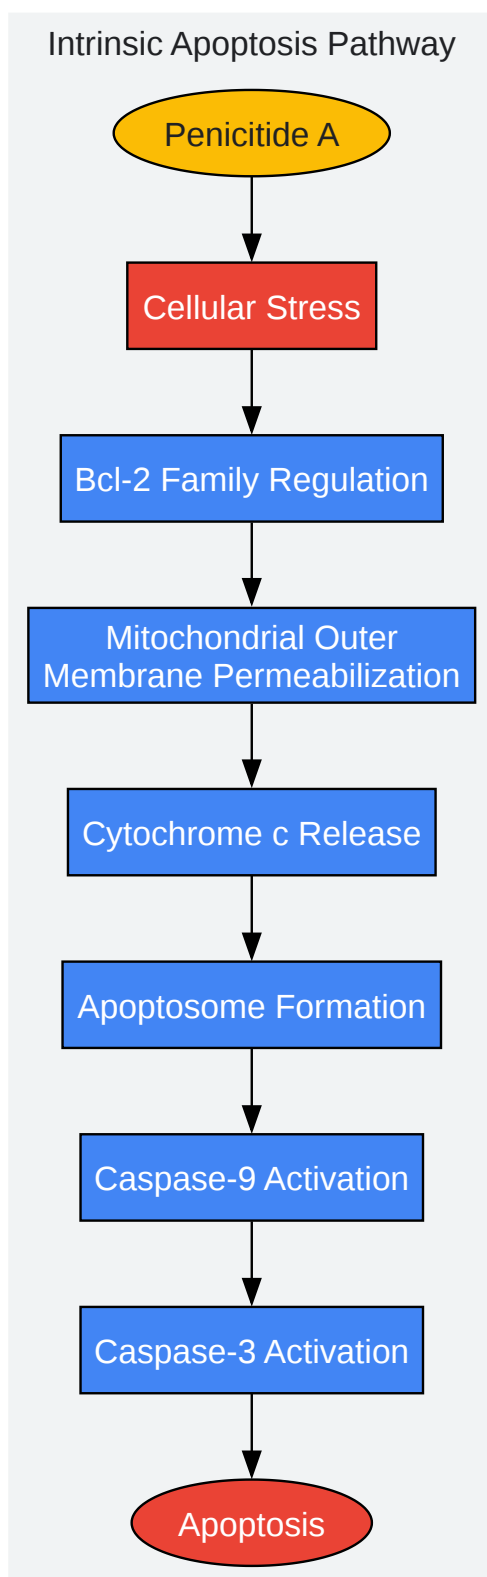 Intrinsic Apoptosis Pathway
Penicitide A
Cellular Stress
Bcl-2 Family Regulation
Mitochondrial Outer
Membrane Permeabilization
Cytochrome c Release
Apoptosome Formation
Caspase-9 Activation
Caspase-3 Activation
Apoptosis